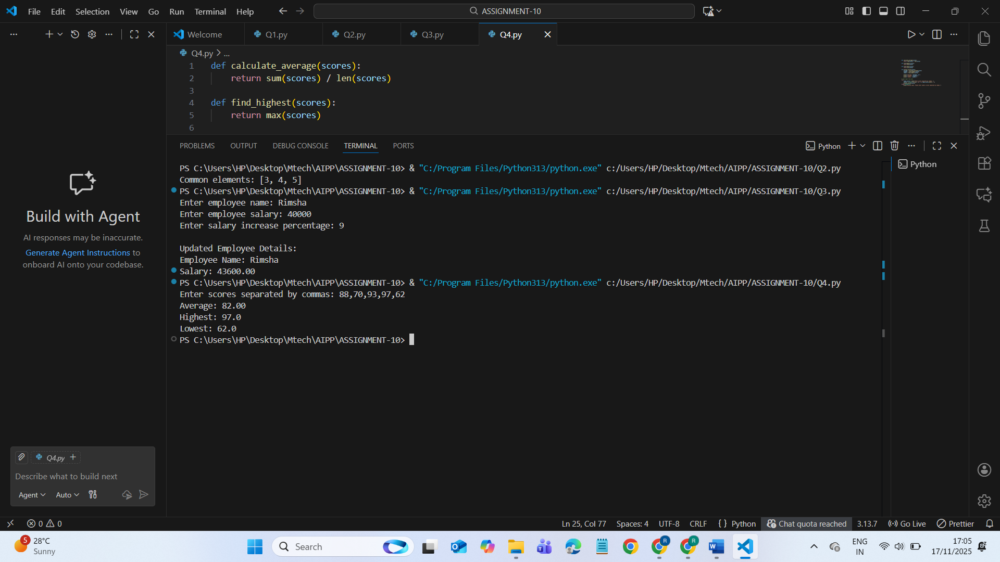 File Edit Selection View Go Run Terminal Help
ASSIGNMENT-10
Welcome Q1.py Q2.py Q3.py Q4.py
Q4.py > ...
1 def calculate_average(scores):
2     return sum(scores) / len(scores)
3
4 def find_highest(scores):
5     return max(scores)
6
PROBLEMS OUTPUT DEBUG CONSOLE TERMINAL PORTS
Python
Python
PS C:\Users\HP\Desktop\Mtech\AIPP\ASSIGNMENT-10> & "C:/Program Files/Python313/python.exe" c:/Users/HP/Desktop/Mtech/AIPP/ASSIGNMENT-10/Q2.py
Common elements: [3, 4, 5]
PS C:\Users\HP\Desktop\Mtech\AIPP\ASSIGNMENT-10> & "C:/Program Files/Python313/python.exe" c:/Users/HP/Desktop/Mtech/AIPP/ASSIGNMENT-10/Q3.py
Enter employee name: Rimsha
Enter employee salary: 40000
Enter salary increase percentage: 9
Updated Employee Details:
Employee Name: Rimsha
Salary: 43600.00
PS C:\Users\HP\Desktop\Mtech\AIPP\ASSIGNMENT-10> & "C:/Program Files/Python313/python.exe" c:/Users/HP/Desktop/Mtech/AIPP/ASSIGNMENT-10/Q4.py
Enter scores separated by commas: 88,70,93,97,62
Average: 82.00
Highest: 97.0
Lowest: 62.0
PS C:\Users\HP\Desktop\Mtech\AIPP\ASSIGNMENT-10>
Build with Agent
AI responses may be inaccurate.
Generate Agent Instructions to
onboard AI onto your codebase.
Q4.py
Describe what to build next
Agent Auto
0 0
Ln 25, Col 77 Spaces: 4 UTF-8 CRLF { } Python Chat quota reached 3.13.7 Go Live Prettier
5
28°C
Sunny
Search
R
R
ENG
IN
17:05
17/11/2025